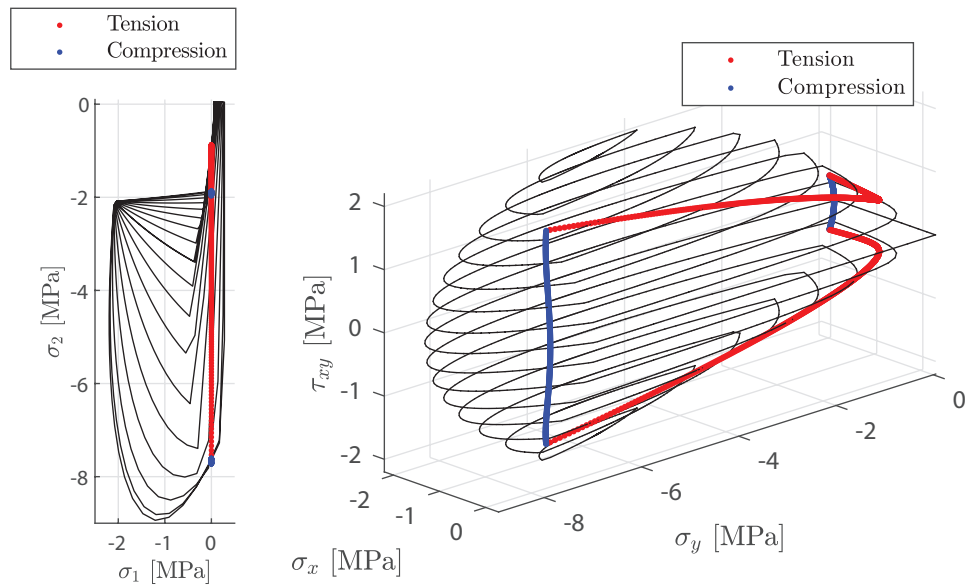 Tension
Compression
0
-2
-4
-6
-8
σ₂ [MPa]
-2 -1 0
σ₁ [MPa]
Tension
Compression
2
1
0
-1
-2
τxy [MPa]
-2
-1
0
σx [MPa]
-8
-6
-4
-2
0
σy [MPa]